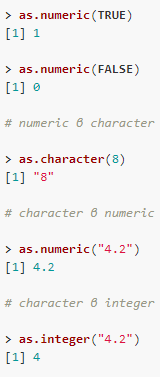 > as.numeric(TRUE)
[1] 1
> as.numeric(FALSE)
[1] 0
# numeric в character
> as.character(8)
[1] "8"
# character в numeric
> as.numeric("4.2")
[1] 4.2
# character в integer
> as.integer("4.2")
[1] 4